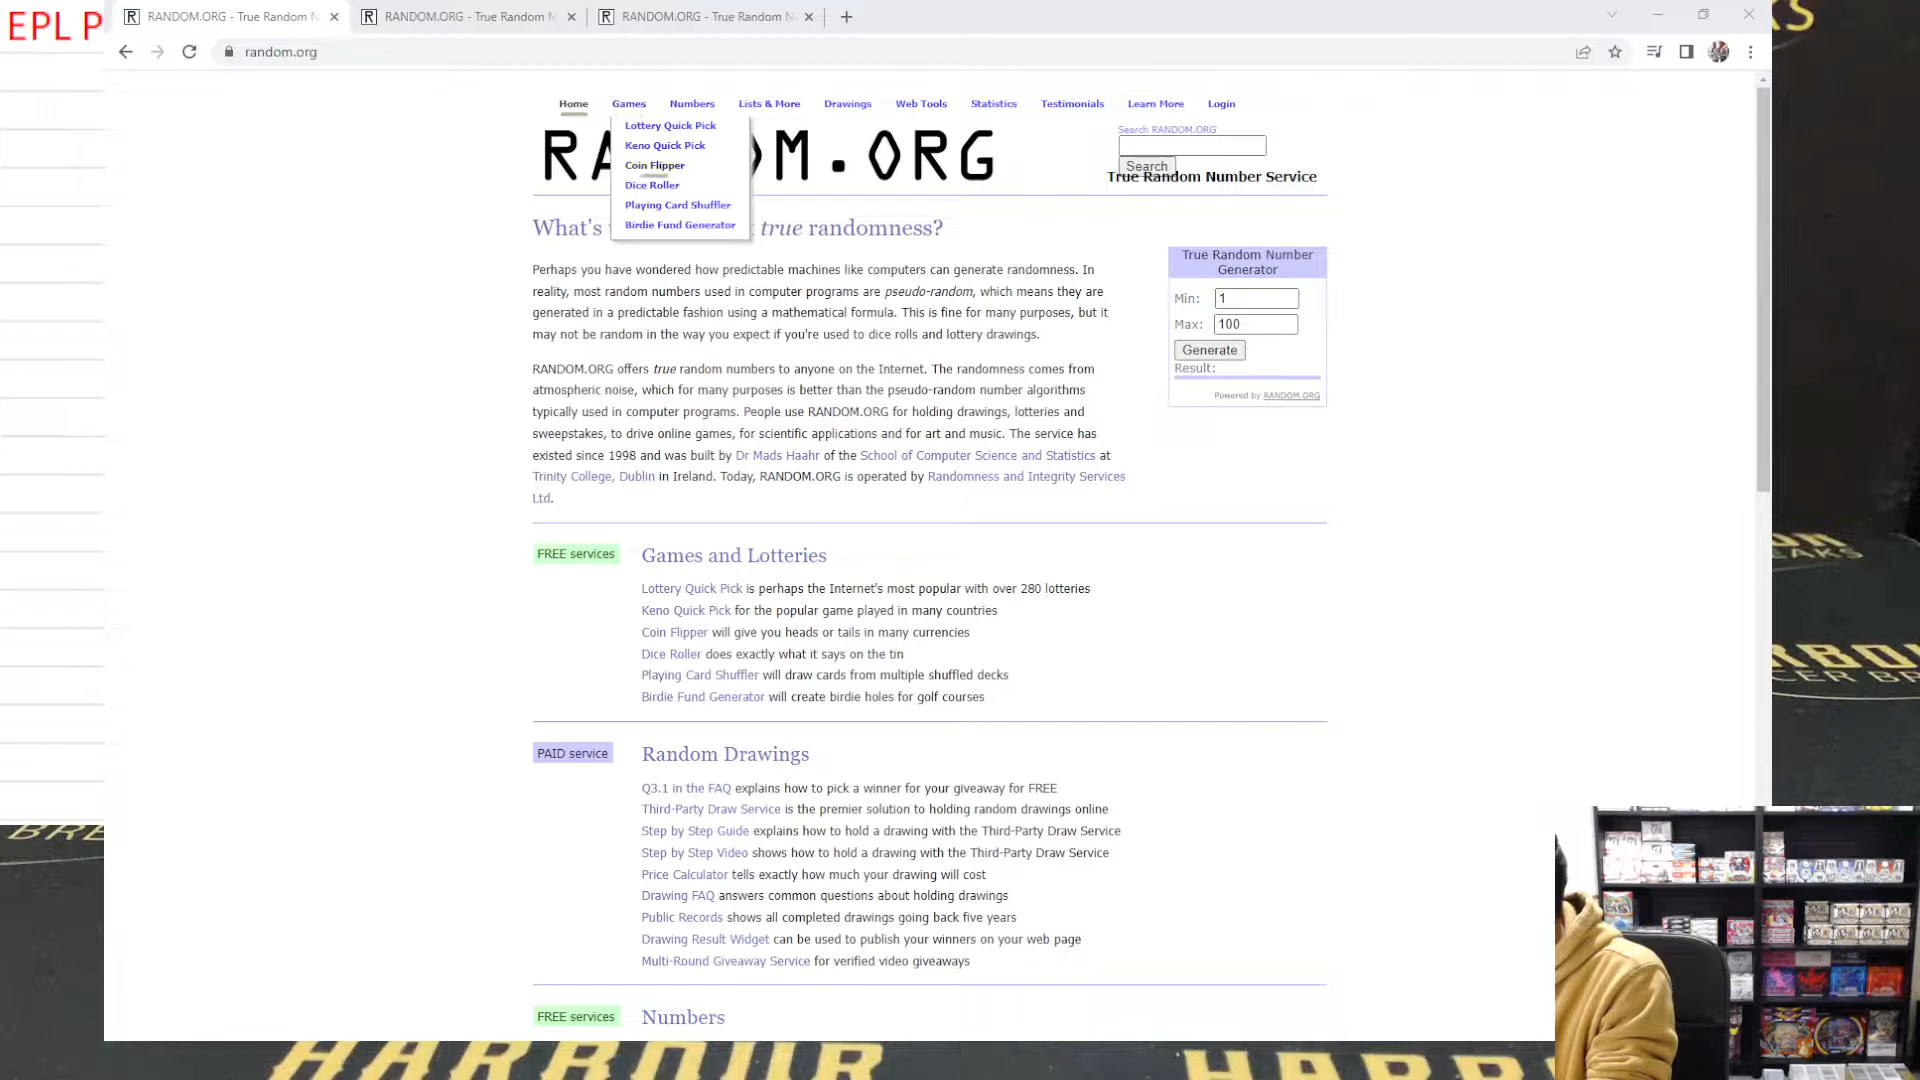 EPL P
RANDOM.ORG - True Random N
RANDOM.ORG - True Random N
RANDOM.ORG - True Random N
random.org
Home Games Numbers Lists & More Drawings Web Tools Statistics Testimonials Learn More Login
Lottery Quick Pick
Keno Quick Pick
Coin Flipper
Dice Roller
Playing Card Shuffler
Birdie Fund Generator
RA M.ORG
Search RANDOM.ORG
Search
True Random Number Service
What's true randomness?
Perhaps you have wondered how predictable machines like computers can generate randomness. In
reality, most random numbers used in computer programs are pseudo-random, which means they are
generated in a predictable fashion using a mathematical formula. This is fine for many purposes, but it
may not be random in the way you expect if you're used to dice rolls and lottery drawings.
RANDOM.ORG offers true random numbers to anyone on the Internet. The randomness comes from
atmospheric noise, which for many purposes is better than the pseudo-random number algorithms
typically used in computer programs. People use RANDOM.ORG for holding drawings, lotteries and
sweepstakes, to drive online games, for scientific applications and for art and music. The service has
existed since 1998 and was built by Dr Mads Haahr of the School of Computer Science and Statistics at
Trinity College, Dublin in Ireland. Today, RANDOM.ORG is operated by Randomness and Integrity Services
Ltd.
True Random Number
Generator
Min: 1
Max: 100
Generate
Result:
Powered by RANDOM.ORG
FREE services
Games and Lotteries
Lottery Quick Pick is perhaps the Internet's most popular with over 280 lotteries
Keno Quick Pick for the popular game played in many countries
Coin Flipper will give you heads or tails in many currencies
Dice Roller does exactly what it says on the tin
Playing Card Shuffler will draw cards from multiple shuffled decks
Birdie Fund Generator will create birdie holes for golf courses
PAID service
Random Drawings
Q3.1 in the FAQ explains how to pick a winner for your giveaway for FREE
Third-Party Draw Service is the premier solution to holding random drawings online
Step by Step Guide explains how to hold a drawing with the Third-Party Draw Service
Step by Step Video shows how to hold a drawing with the Third-Party Draw Service
Price Calculator tells exactly how much your drawing will cost
Drawing FAQ answers common questions about holding drawings
Public Records shows all completed drawings going back five years
Drawing Result Widget can be used to publish your winners on your web page
Multi-Round Giveaway Service for verified video giveaways
FREE services
Numbers
HARBOUR
HARB